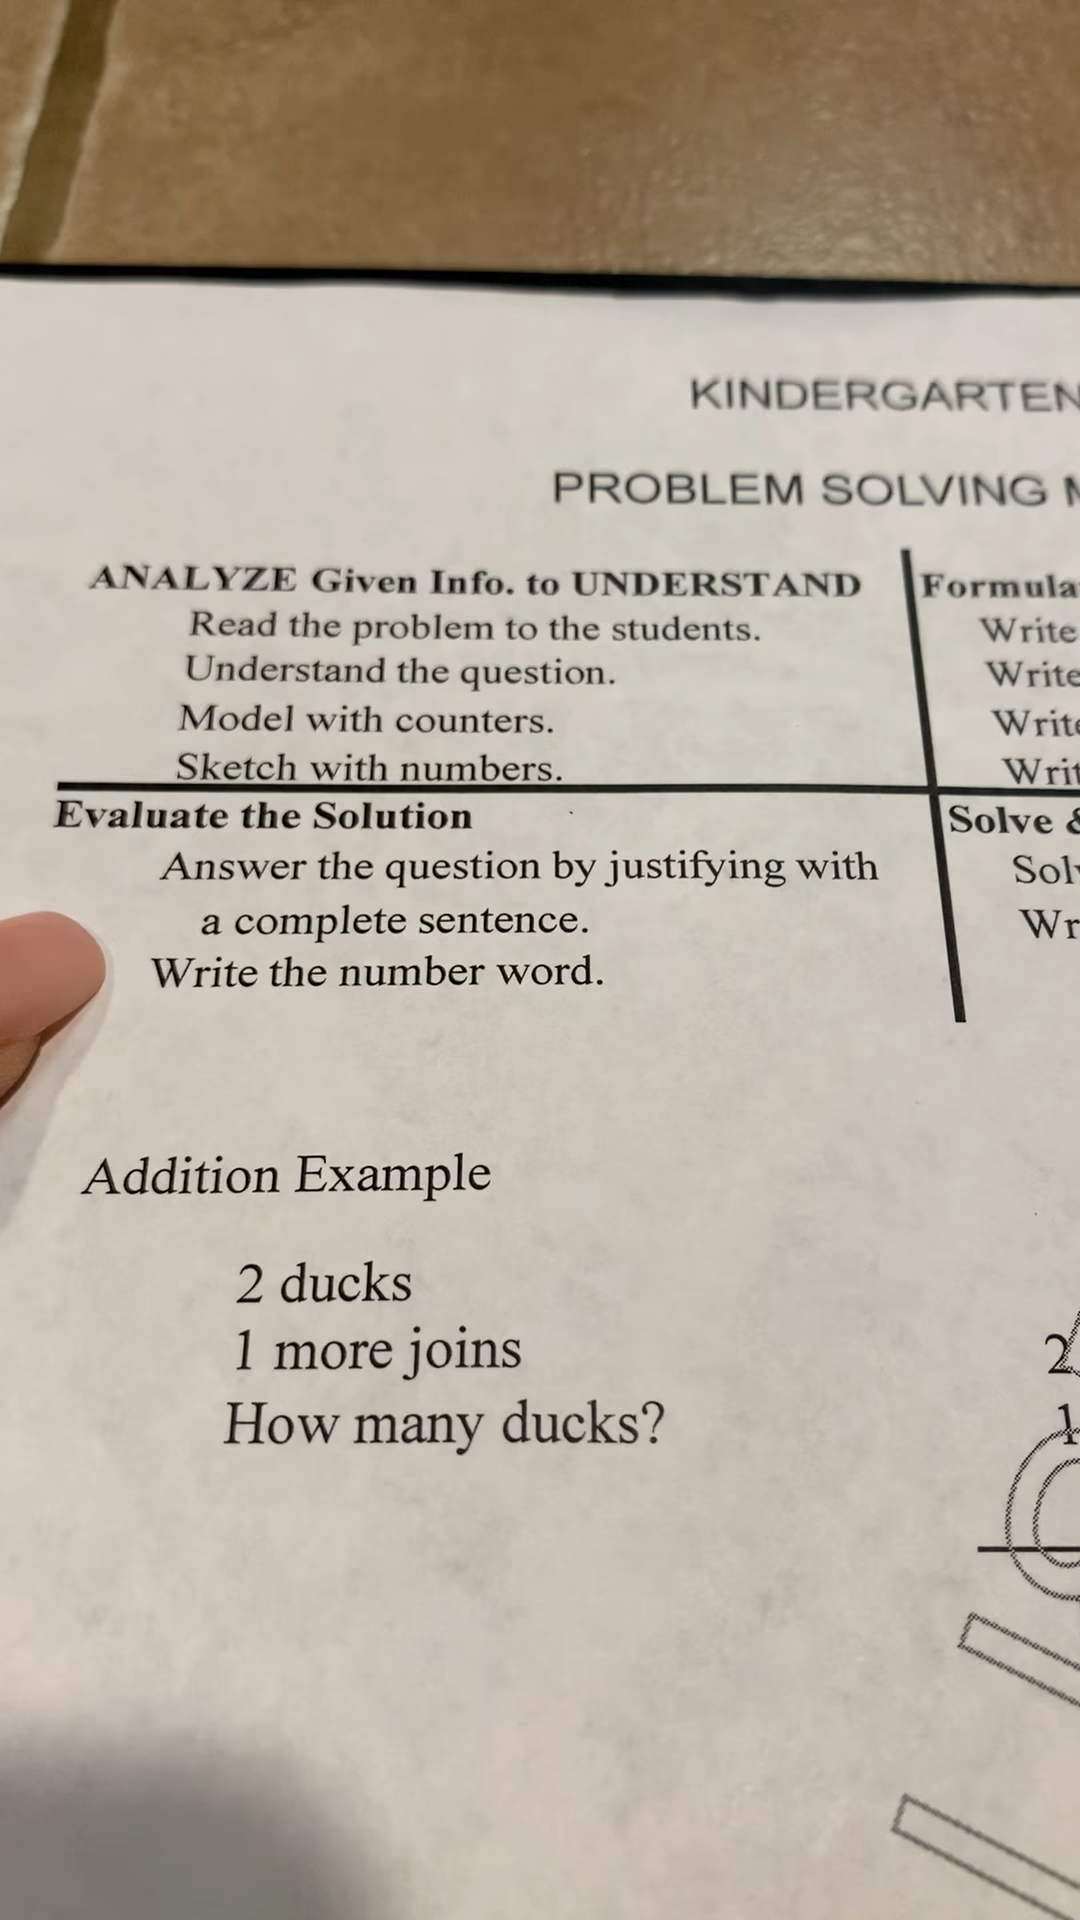 KINDERGARTEN
PROBLEM SOLVING
ANALYZE Given Info. to UNDERSTAND
Read the problem to the students.
Understand the question.
Model with counters.
Sketch with numbers.
Write
Write
Write
Evaluate the Solution
Answer the question by justifying with
a complete sentence.
Write the number word.
Solve &
Addition Example
2 ducks
1 more joins
How many ducks?
2
1